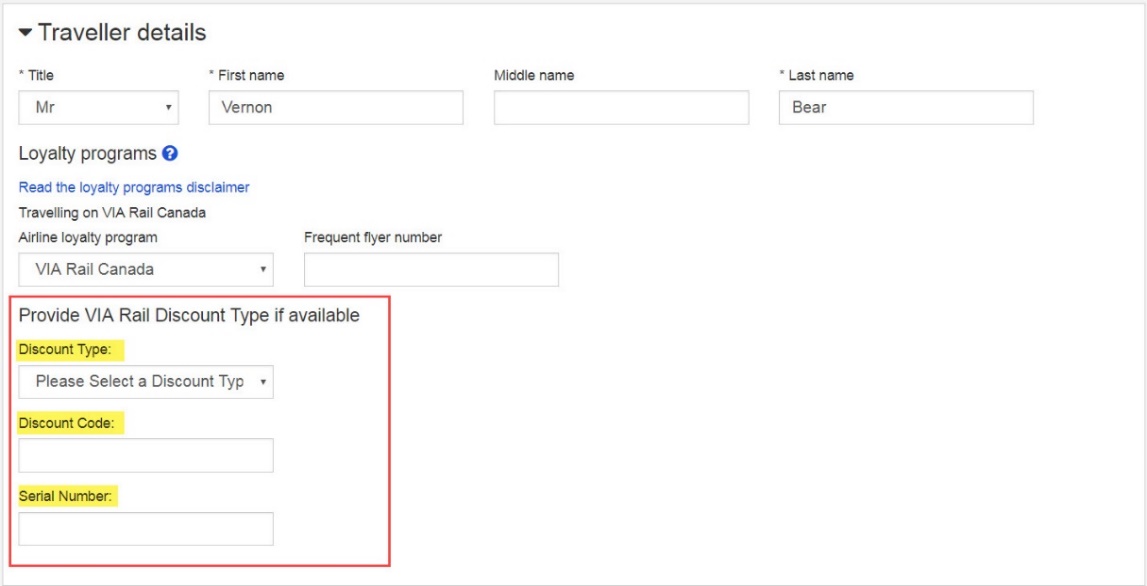 Traveller details
* Title * First name Middle name * Last name
Mr Vernon Bear
Loyalty programs ?
Read the loyalty programs disclaimer
Travelling on VIA Rail Canada
Airline loyalty program Frequent flyer number
VIA Rail Canada
Provide VIA Rail Discount Type if available
Discount Type:
Please Select a Discount Typ
Discount Code:
Serial Number: